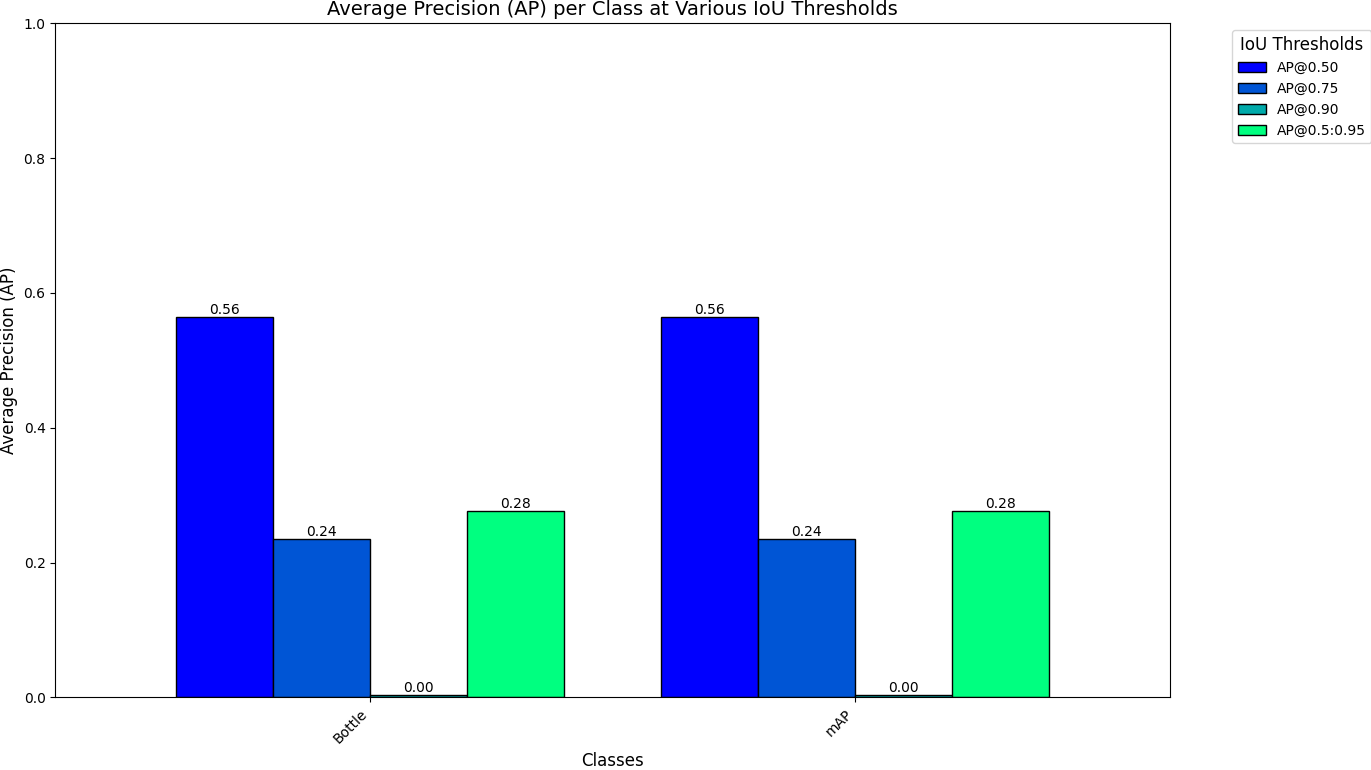 Average Precision (AP) per Class at Various IoU Thresholds
IoU Thresholds
AP@0.50
AP@0.75
AP@0.90
AP@0.5:0.95
Average Precision (AP)
1.0
0.8
0.6
0.4
0.2
0.0
0.56
0.24
0.00
0.28
0.56
0.24
0.00
0.28
Bottle
mAP
Classes